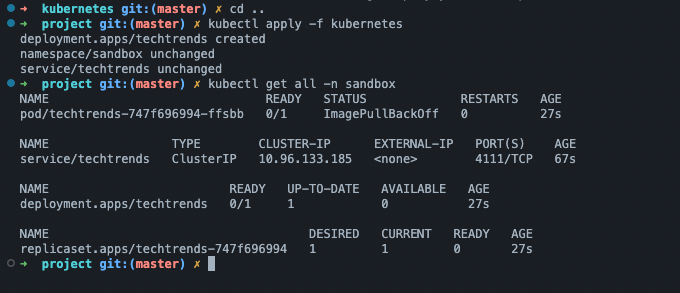 ➜ kubernetes git:(master) ✗ cd ..
➜ project git:(master) ✗ kubectl apply -f kubernetes
deployment.apps/techtrends created
namespace/sandbox unchanged
service/techtrends unchanged
➜ project git:(master) ✗ kubectl get all -n sandbox
NAME READY STATUS RESTARTS AGE
pod/techtrends-747f696994-ffsbb 0/1 ImagePullBackOff 0 27s
NAME TYPE CLUSTER-IP EXTERNAL-IP PORT(S) AGE
service/techtrends ClusterIP 10.96.133.185 <none> 4111/TCP 67s
NAME READY UP-TO-DATE AVAILABLE AGE
deployment.apps/techtrends 0/1 1 0 27s
NAME DESIRED CURRENT READY AGE
replicaset.apps/techtrends-747f696994 1 1 0 27s
➜ project git:(master) ✗